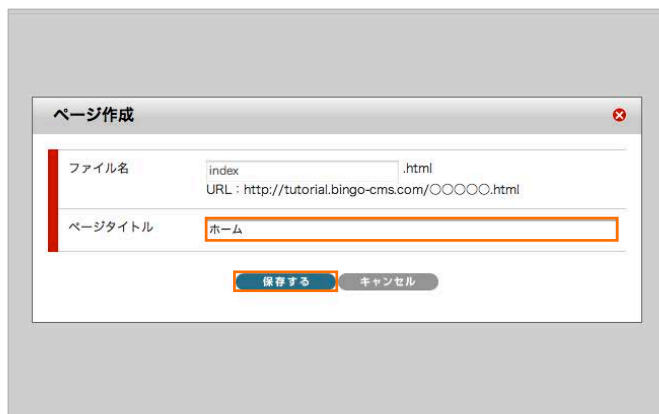 ページ作成
ファイル名
index .html
URL：http://tutorial.bingo-cms.com/○○○○○.html
ページタイトル
ホーム
保存する キャンセル